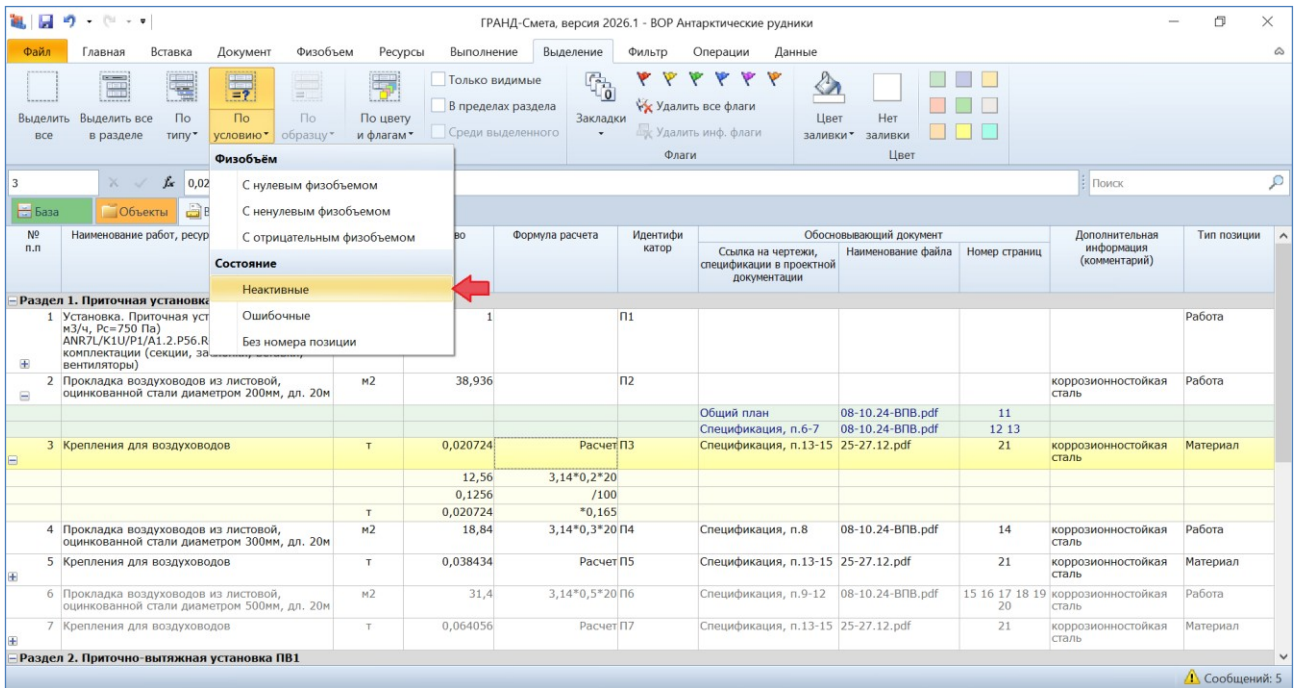 ГРАНД-Смета, версия 2026.1 - ВОР Антарктические рудники
Файл Главная Вставка Документ Физобъем Ресурсы Выполнение Выделение Фильтр Операции Данные
Выделить все
Выделить все в разделе
По типу
По условию
По образцу
По цвету и флагам
Только видимые
В пределах раздела
Среди выделенного
Закладки
Удалить все флаги
Удалить инф. флаги
Флаги
Цвет заливки
Нет заливки
Цвет
Физобъём
С нулевым физобъемом
С ненулевым физобъемом
С отрицательным физобъемом
Состояние
Неактивные
Ошибочные
Без номера позиции
3 fx 0,02 Поиск
База Объекты
№ п.п Наименование работ, ресур во Формула расчета Идентифи катор Обосновывающий документ Дополнительная информация (комментарий) Тип позиции
Ссылка на чертежи, спецификации в проектной документации Наименование файла Номер страниц
Раздел 1. Приточная установка
1 Установка. Приточная уст 1 П1 Работа
м3/ч, Рс=750 Па)
ANR7L/K1U/P1/A1.2.P56.R
комплектации (секции,
вентиляторы)
2 Прокладка воздуховодов из листовой, м2 38,936 П2 коррозионностойкая Работа
оцинкованной стали диаметром 200мм, дл. 20м сталь
Общий план 08-10.24-ВПВ.pdf 11
Спецификация, п.6-7 08-10.24-ВПВ.pdf 12 13
3 Крепления для воздуховодов т 0,020724 Расчет П3 Спецификация, п.13-15 25-27.12.pdf 21 коррозионностойкая Материал
сталь
12,56 3,14*0,2*20
0,1256 /100
т 0,020724 *0,165
4 Прокладка воздуховодов из листовой, м2 18,84 3,14*0,3*20 П4 Спецификация, п.8 08-10.24-ВПВ.pdf 14 коррозионностойкая Работа
оцинкованной стали диаметром 300мм, дл. 20м сталь
5 Крепления для воздуховодов т 0,038434 Расчет П5 Спецификация, п.13-15 25-27.12.pdf 21 коррозионностойкая Материал
сталь
6 Прокладка воздуховодов из листовой, м2 31,4 3,14*0,5*20 П6 Спецификация, п.9-12 08-10.24-ВПВ.pdf 15 16 17 18 19 коррозионностойкая Работа
оцинкованной стали диаметром 500мм, дл. 20м 20 сталь
7 Крепления для воздуховодов т 0,064056 Расчет П7 Спецификация, п.13-15 25-27.12.pdf 21 коррозионностойкая Материал
сталь
Раздел 2. Приточно-вытяжная установка ПВ1
Сообщений: 5